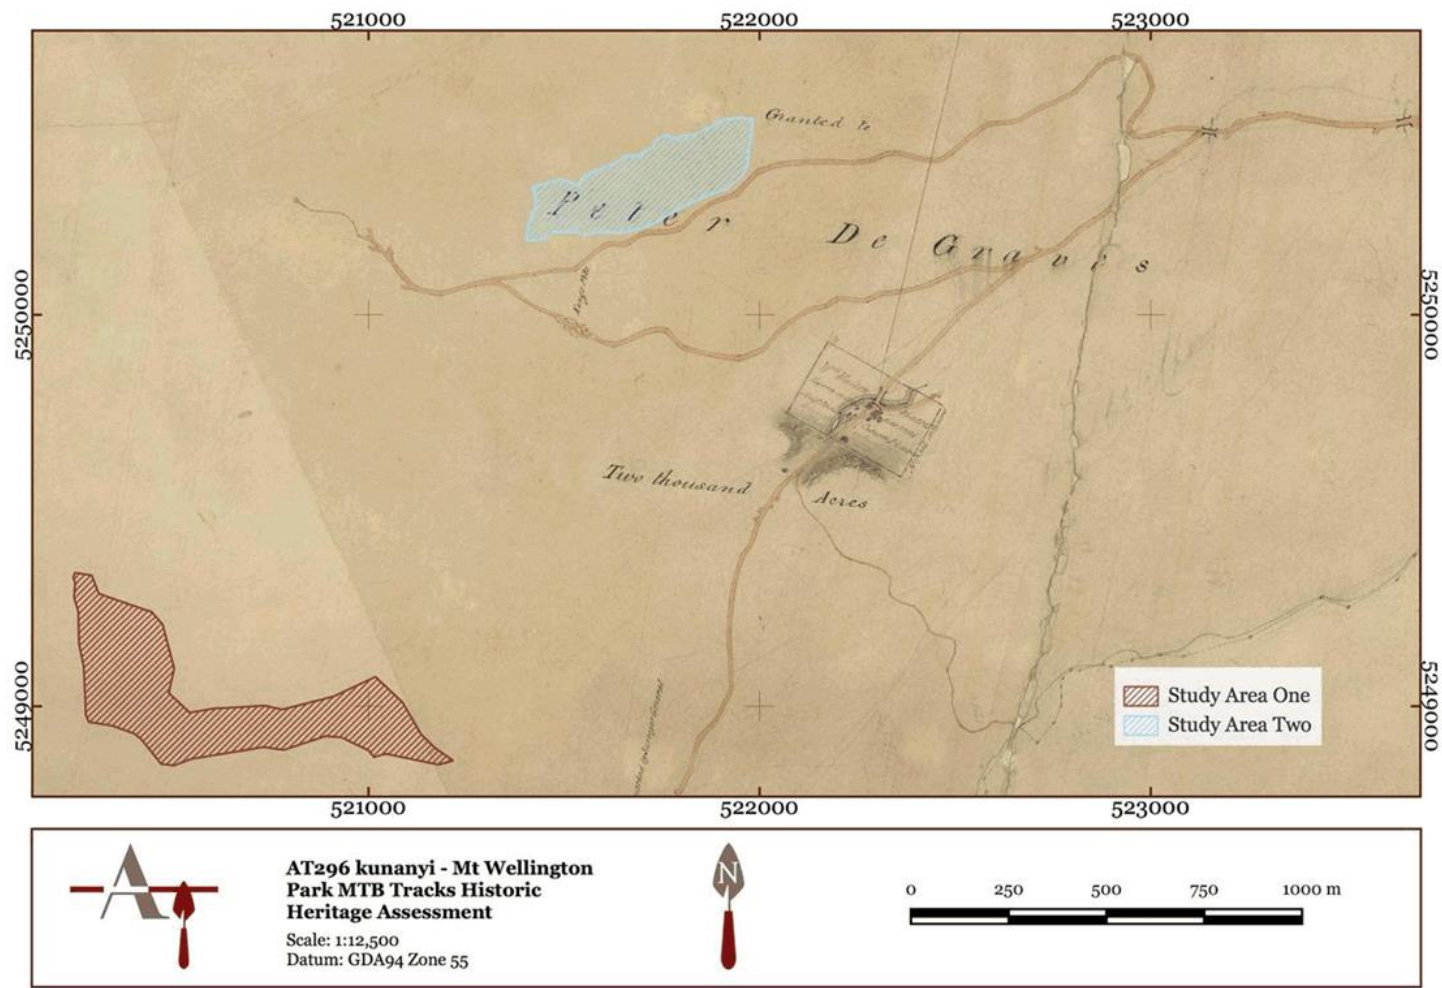 521000 522000 523000
Granted to
Peter De Graves
5250000 5250000
Two thousand Acres
5249000 5249000
Study Area One
Study Area Two
521000 522000 523000
A
AT296 kunanyi - Mt Wellington
Park MTB Tracks Historic
Heritage Assessment
Scale: 1:12,500
Datum: GDA94 Zone 55
N
0 250 500 750 1000 m